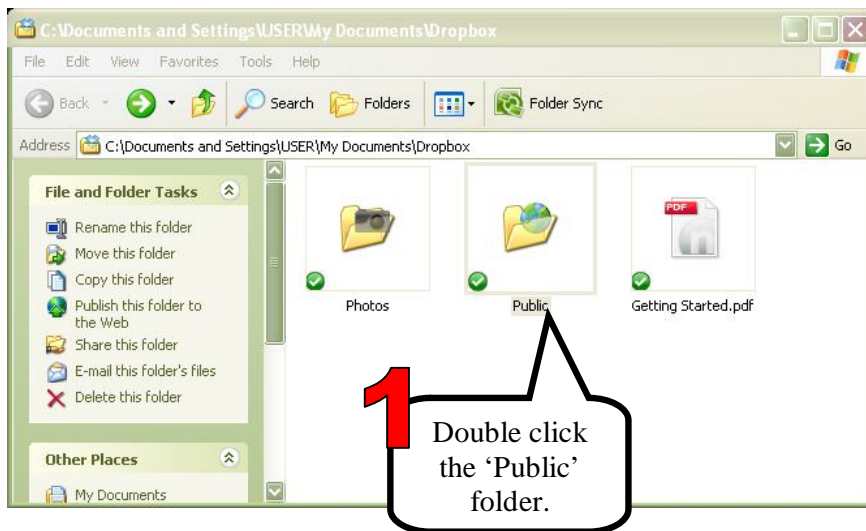 C:\Documents and Settings\USER\My Documents\Dropbox
File Edit View Favorites Tools Help
Back Search Folders Folder Sync
Address C:\Documents and Settings\USER\My Documents\Dropbox Go
File and Folder Tasks
Rename this folder
Move this folder
Copy this folder
Publish this folder to
the Web
Share this folder
E-mail this folder's files
Delete this folder
Other Places
My Documents
PDF
Photos Public Getting Started.pdf
1
Double click
the ‘Public’
folder.